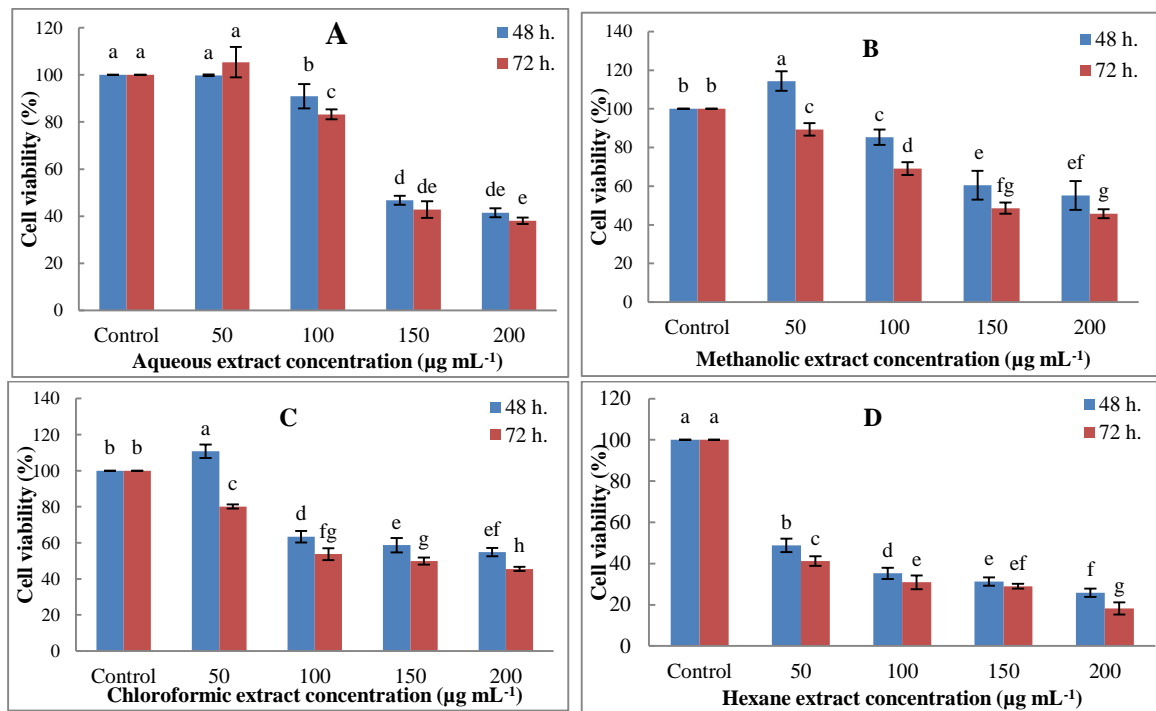 A
48 h.
72 h.
Cell viability (%)
120
100
80
60
40
20
0
a a a a b c d de de e
Control 50 100 150 200
Aqueous extract concentration (µg mL⁻¹)
B
48 h.
72 h.
Cell viability (%)
140
120
100
80
60
40
20
0
b b a c c d e fg ef g
Control 50 100 150 200
Methanolic extract concentration (µg mL⁻¹)
C
48 h.
72 h.
Cell viability (%)
140
120
100
80
60
40
20
0
b b a c d fg e g ef h
Control 50 100 150 200
Chloroformic extract concentration (µg mL⁻¹)
D
48 h.
72 h.
Cell viability (%)
120
100
80
60
40
20
0
a a b c d e e ef f g
Control 50 100 150 200
Hexane extract concentration (µg mL⁻¹)